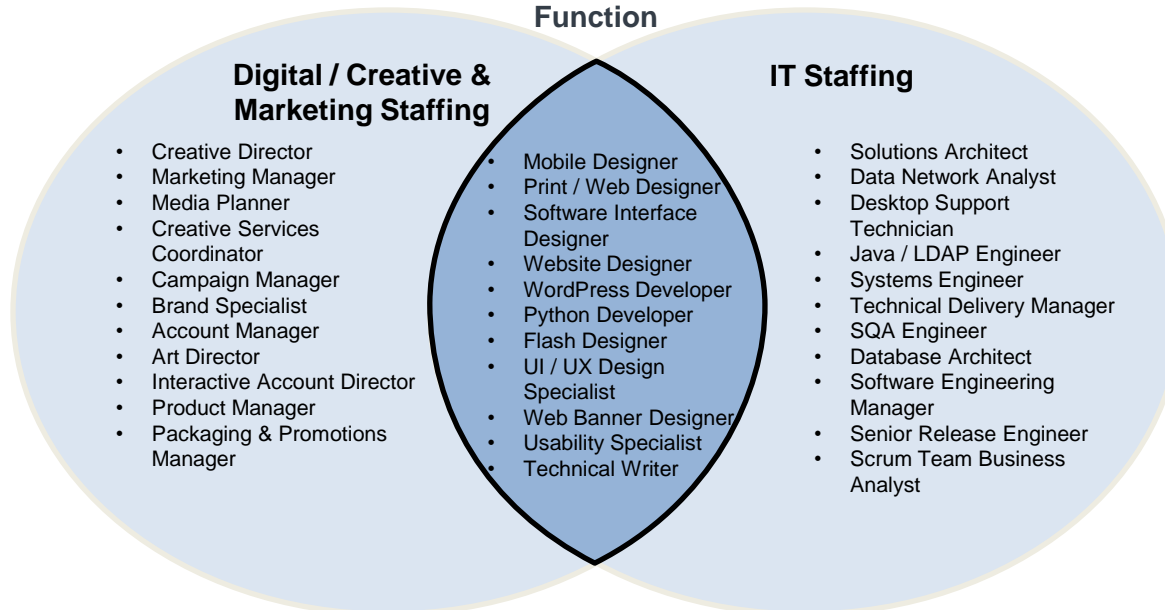 Function
Digital / Creative &
Marketing Staffing
• Creative Director
• Marketing Manager
• Media Planner
• Creative Services
Coordinator
• Campaign Manager
• Brand Specialist
• Account Manager
• Art Director
• Interactive Account Director
• Product Manager
• Packaging & Promotions
Manager
• Mobile Designer
• Print / Web Designer
• Software Interface
Designer
• Website Designer
• WordPress Developer
• Python Developer
• Flash Designer
• UI / UX Design
Specialist
• Web Banner Designer
• Usability Specialist
• Technical Writer
IT Staffing
• Solutions Architect
• Data Network Analyst
• Desktop Support
Technician
• Java / LDAP Engineer
• Systems Engineer
• Technical Delivery Manager
• SQA Engineer
• Database Architect
• Software Engineering
Manager
• Senior Release Engineer
• Scrum Team Business
Analyst